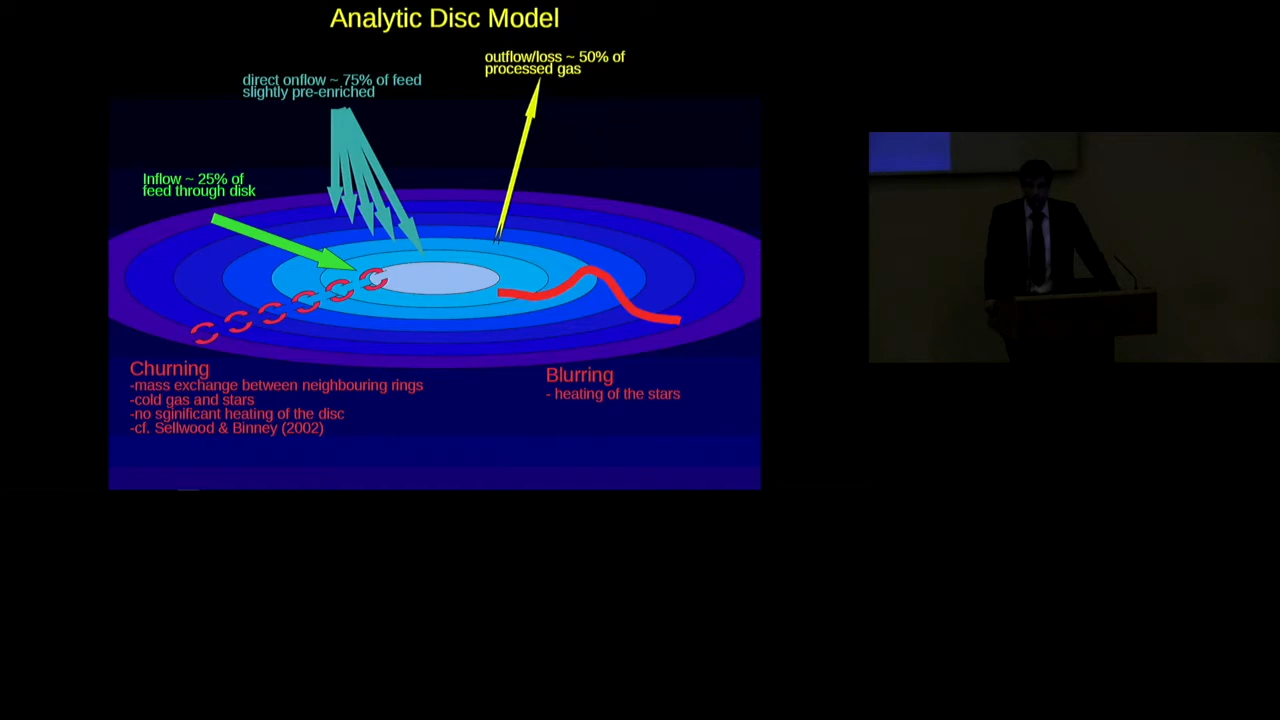 Analytic Disc Model
outflow/loss ~ 50% of
processed gas
direct onflow ~ 75% of feed
slightly pre-enriched
Inflow ~ 25% of
feed through disk
Churning
-mass exchange between neighbouring rings
-cold gas and stars
-no sginificant heating of the disc
-cf. Sellwood & Binney (2002)
Blurring
- heating of the stars